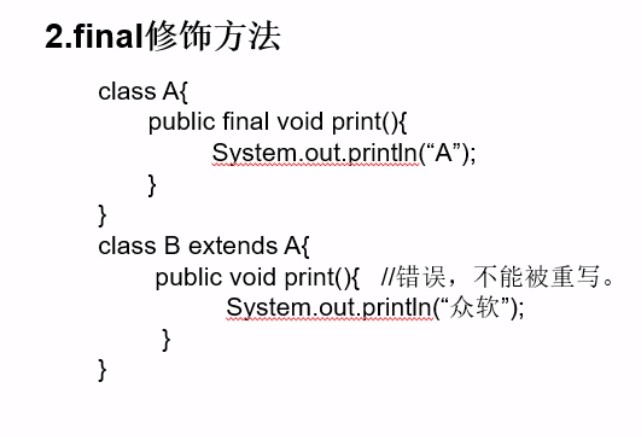 2.final修饰方法
class A{
public final void print(){
System.out.println(“A”);
}
}
class B extends A{
public void print(){ //错误，不能被重写。
System.out.println(“众软”);
}
}